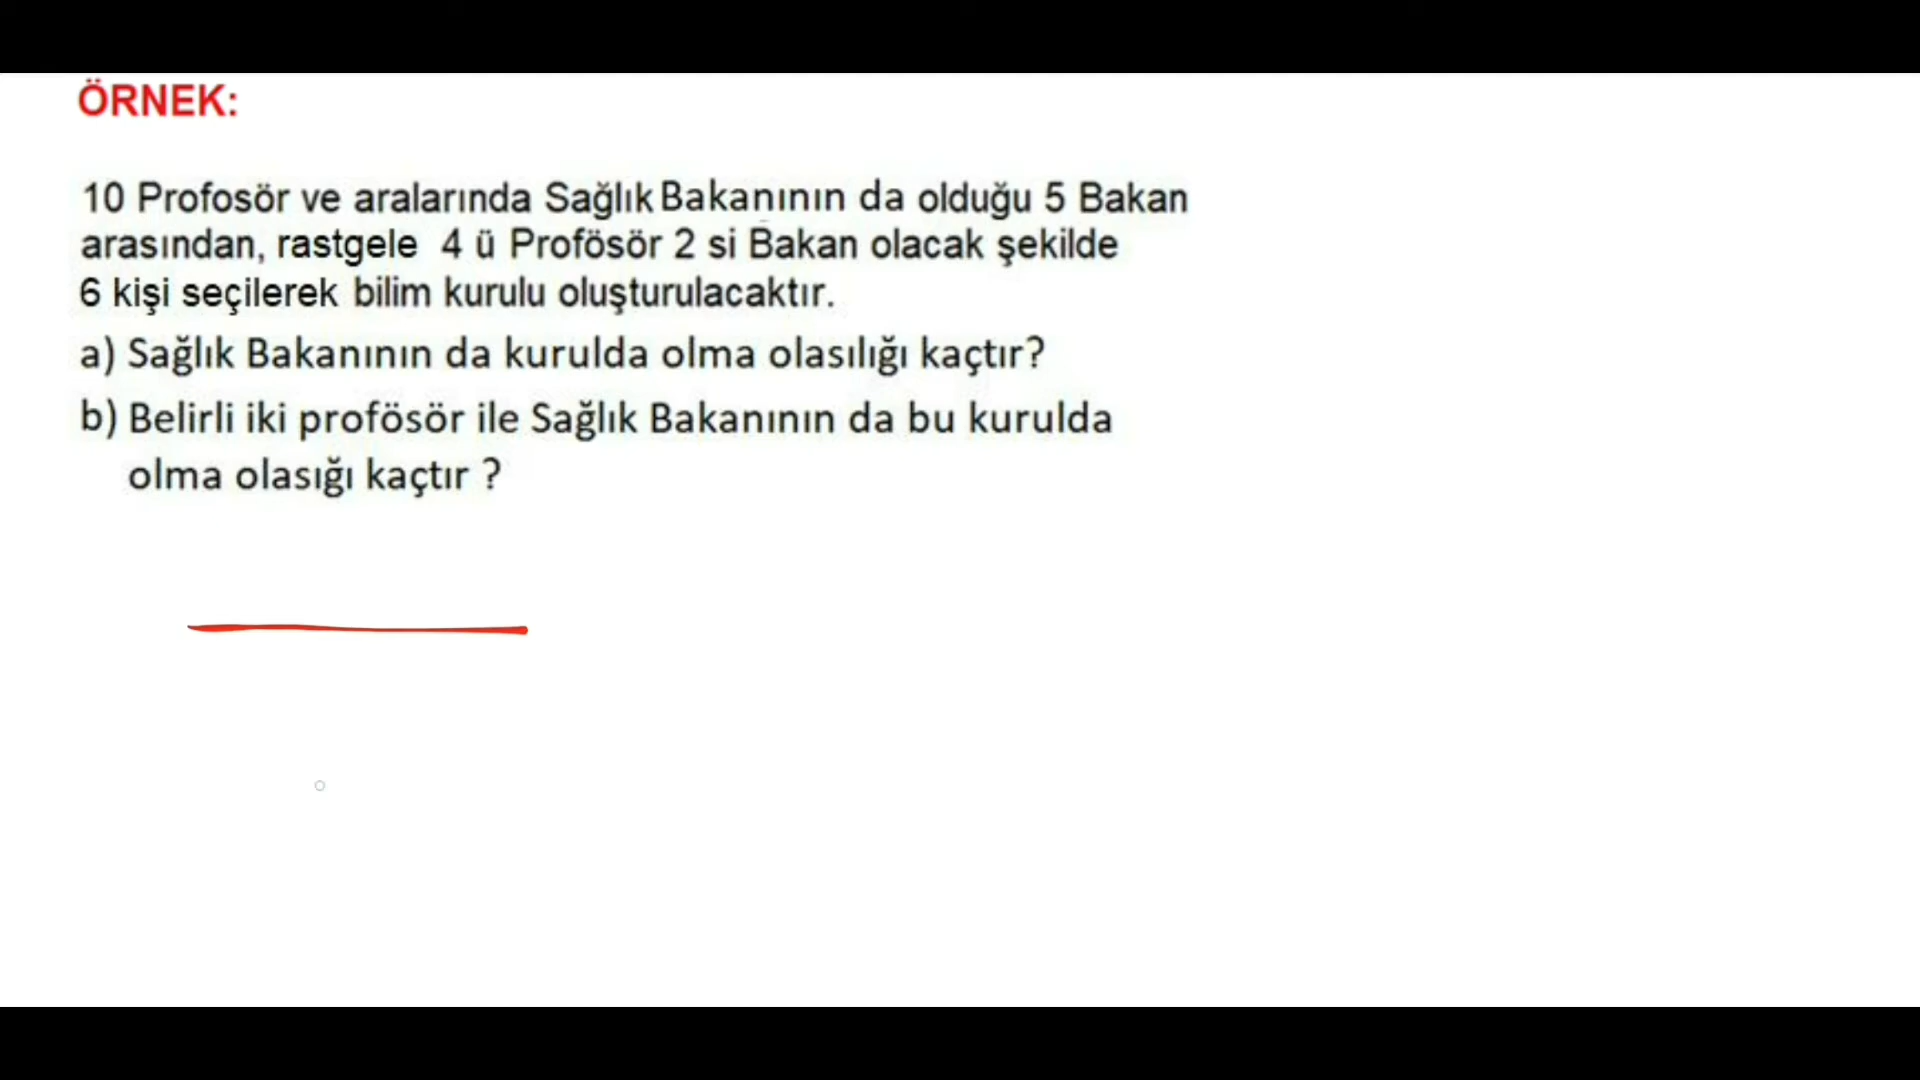 ÖRNEK:
10 Profosör ve aralarında Sağlık Bakanının da olduğu 5 Bakan
arasından, rastgele 4 ü Profösör 2 si Bakan olacak şekilde
6 kişi seçilerek bilim kurulu oluşturulacaktır.
a) Sağlık Bakanının da kurulda olma olasılığı kaçtır?
b) Belirli iki profösör ile Sağlık Bakanının da bu kurulda
olma olasığı kaçtır ?